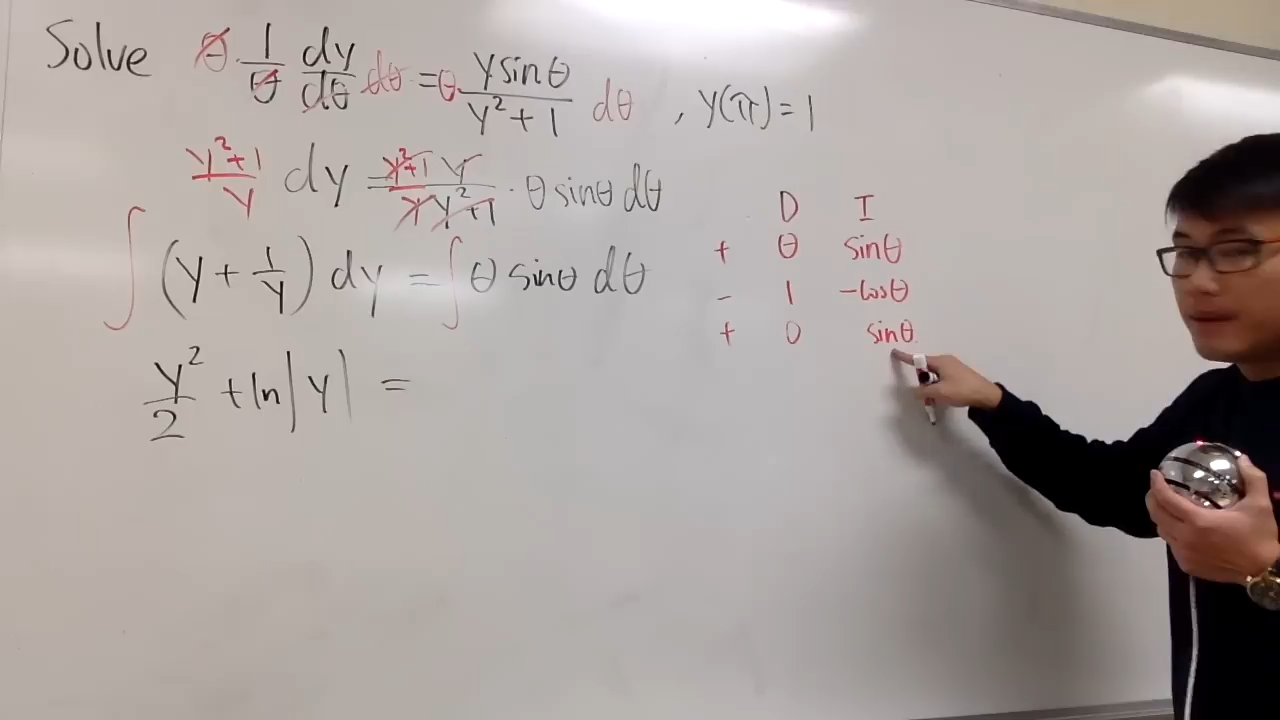 Solve θ · 1/θ dy/dθ dθ = θ · y sinθ / y² + 1 dθ , y(π) = 1
y²+1 / y dy = y²+1 / y · y / y²+1 · θ sinθ dθ
∫ (y + 1/y) dy = ∫ θ sinθ dθ
y²/2 + ln|y| =
D I
+ θ sinθ
- 1 -cosθ
+ 0 sinθ